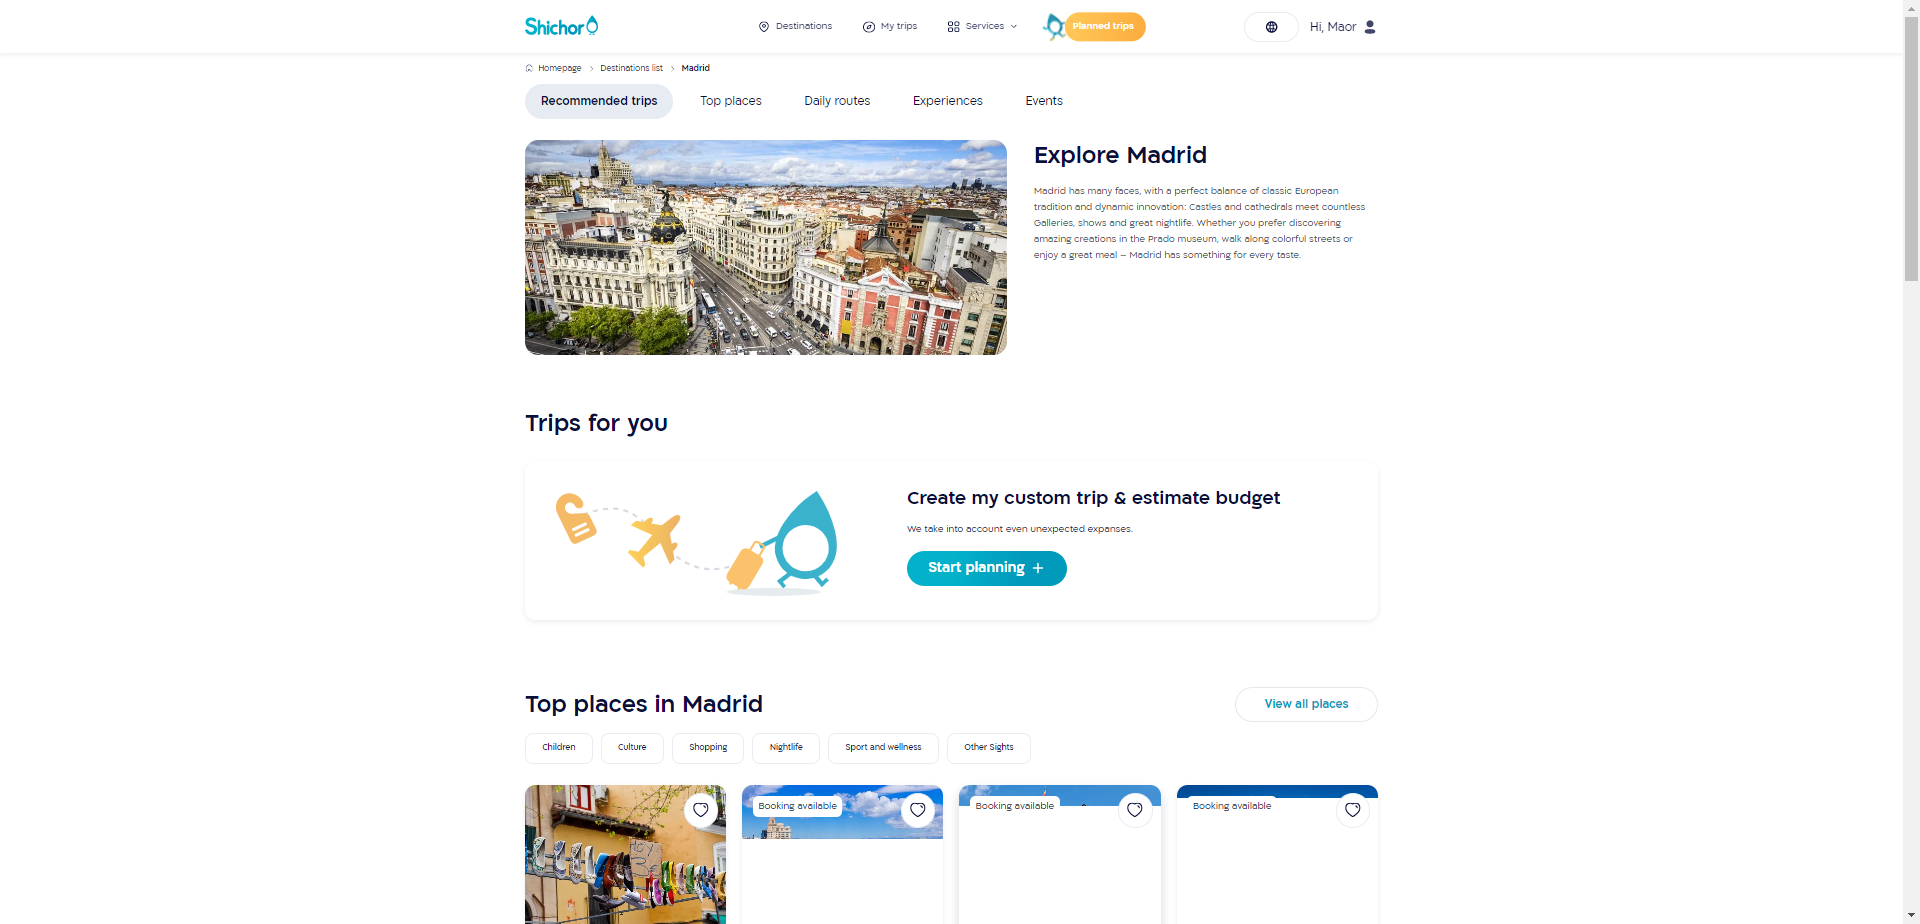 Shichor
Destinations
My trips
Services
Planned trips
Hi, Maor
Homepage
Destinations list
Madrid
Recommended trips
Top places
Daily routes
Experiences
Events
Explore Madrid
Madrid has many faces, with a perfect balance of classic European
tradition and dynamic innovation: Castles and cathedrals meet countless
Galleries, shows and great nightlife. Whether you prefer discovering
amazing creations in the Prado museum, walk along colorful streets or
enjoy a great meal – Madrid has something for every taste.
Trips for you
Create my custom trip & estimate budget
We take into account even unexpected expanses.
Start planning +
Top places in Madrid
View all places
Children
Culture
Shopping
Nightlife
Sport and wellness
Other Sights
HOY
3€
Booking available
Booking available
Booking available